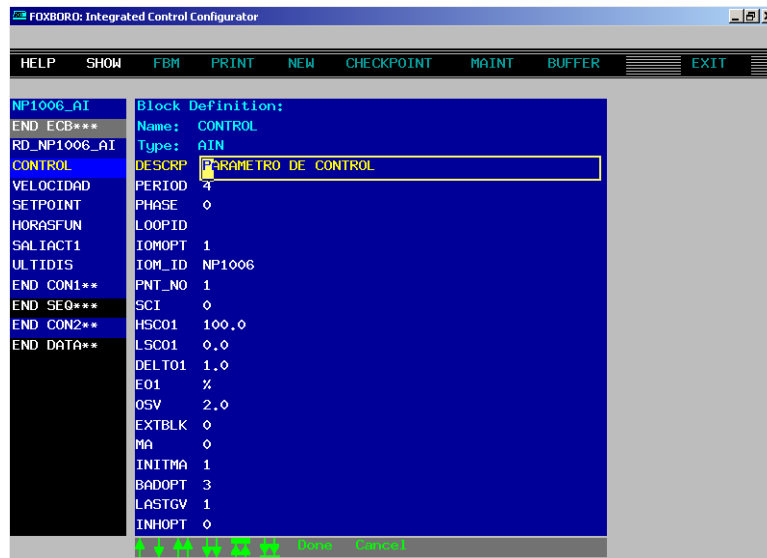 FOXBORO: Integrated Control Configurator
HELP SHOW FBM PRINT NEW CHECKPOINT MAINT BUFFER EXIT
NP1006_AI
END ECB***
RD_NP1006_AI
CONTROL
VELOCIDAD
SETPOINT
HORASFUN
SALIACT1
ULTIDIS
END CON1**
END SEQ***
END CON2**
END DATA**
Block Definition:
Name: CONTROL
Type: AIN
DESCRP PARAMETRO DE CONTROL
PERIOD 4
PHASE 0
LOOPID
IOMOPT 1
IOM_ID NP1006
PNT_NO 1
SCI 0
HSCO1 100.0
LSCO1 0.0
DELTO1 1.0
EO1 %
OSV 2.0
EXTBLK 0
MA 0
INITMA 1
BADOPT 3
LASTGV 1
INHOPT 0
Done Cancel